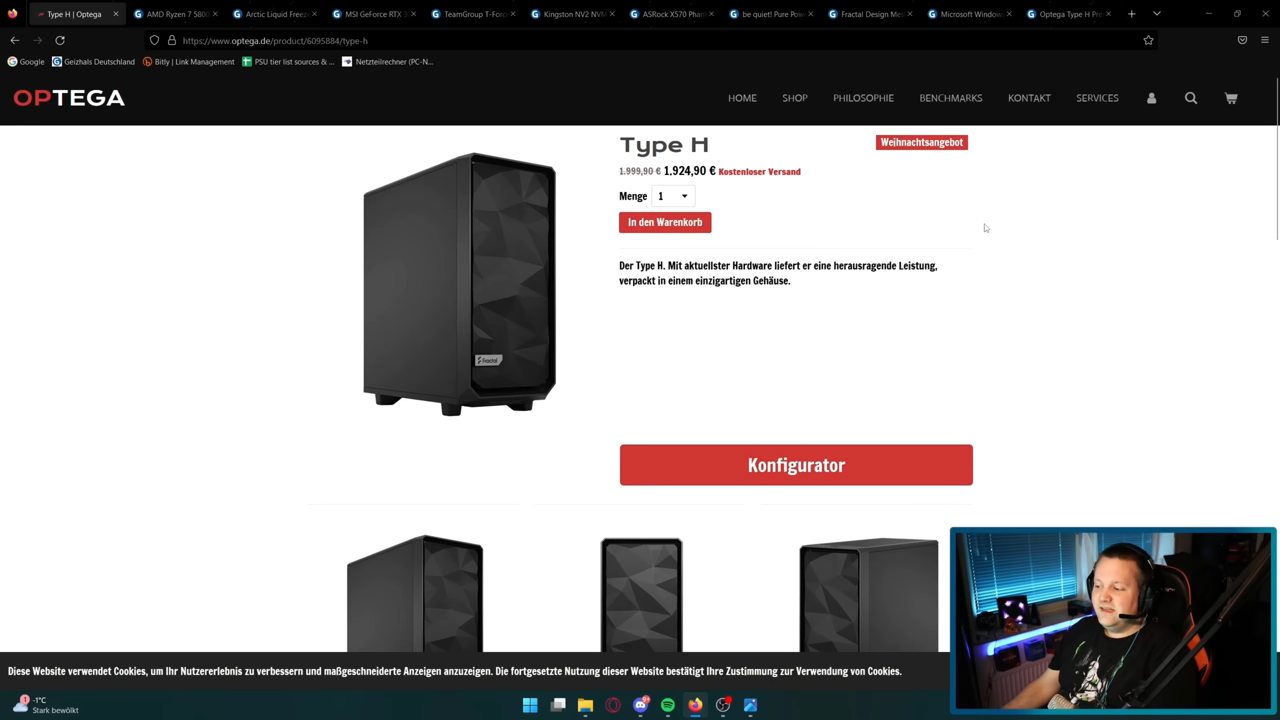 Type H | Optega
AMD Ryzen 7 580
Arctic Liquid Freez
MSI GeForce RTX 3
TeamGroup T-Forc
Kingston NV2 NVM
ASRock X570 Phan
be quiet! Pure Pow
Fractal Design Me
Microsoft Window
Optega Type H Pre
https://www.optega.de/product/6095884/type-h
Google
Geizhals Deutschland
Bitly | Link Management
PSU tier list sources & ...
Netzteilrechner (PC-N...
OPTEGA
HOME
SHOP
PHILOSOPHIE
BENCHMARKS
KONTAKT
SERVICES
Type H
Weihnachtsangebot
1.999,90 € 1.924,90 € Kostenloser Versand
Menge 1
In den Warenkorb
Der Type H. Mit aktuellster Hardware liefert er eine herausragende Leistung,
verpackt in einem einzigartigen Gehäuse.
Fractal
Konfigurator
Diese Website verwendet Cookies, um Ihr Nutzererlebnis zu verbessern und maßgeschneiderte Anzeigen anzuzeigen. Die fortgesetzte Nutzung dieser Website bestätigt Ihre Zustimmung zur Verwendung von Cookies.
-1°C
Stark bewölkt